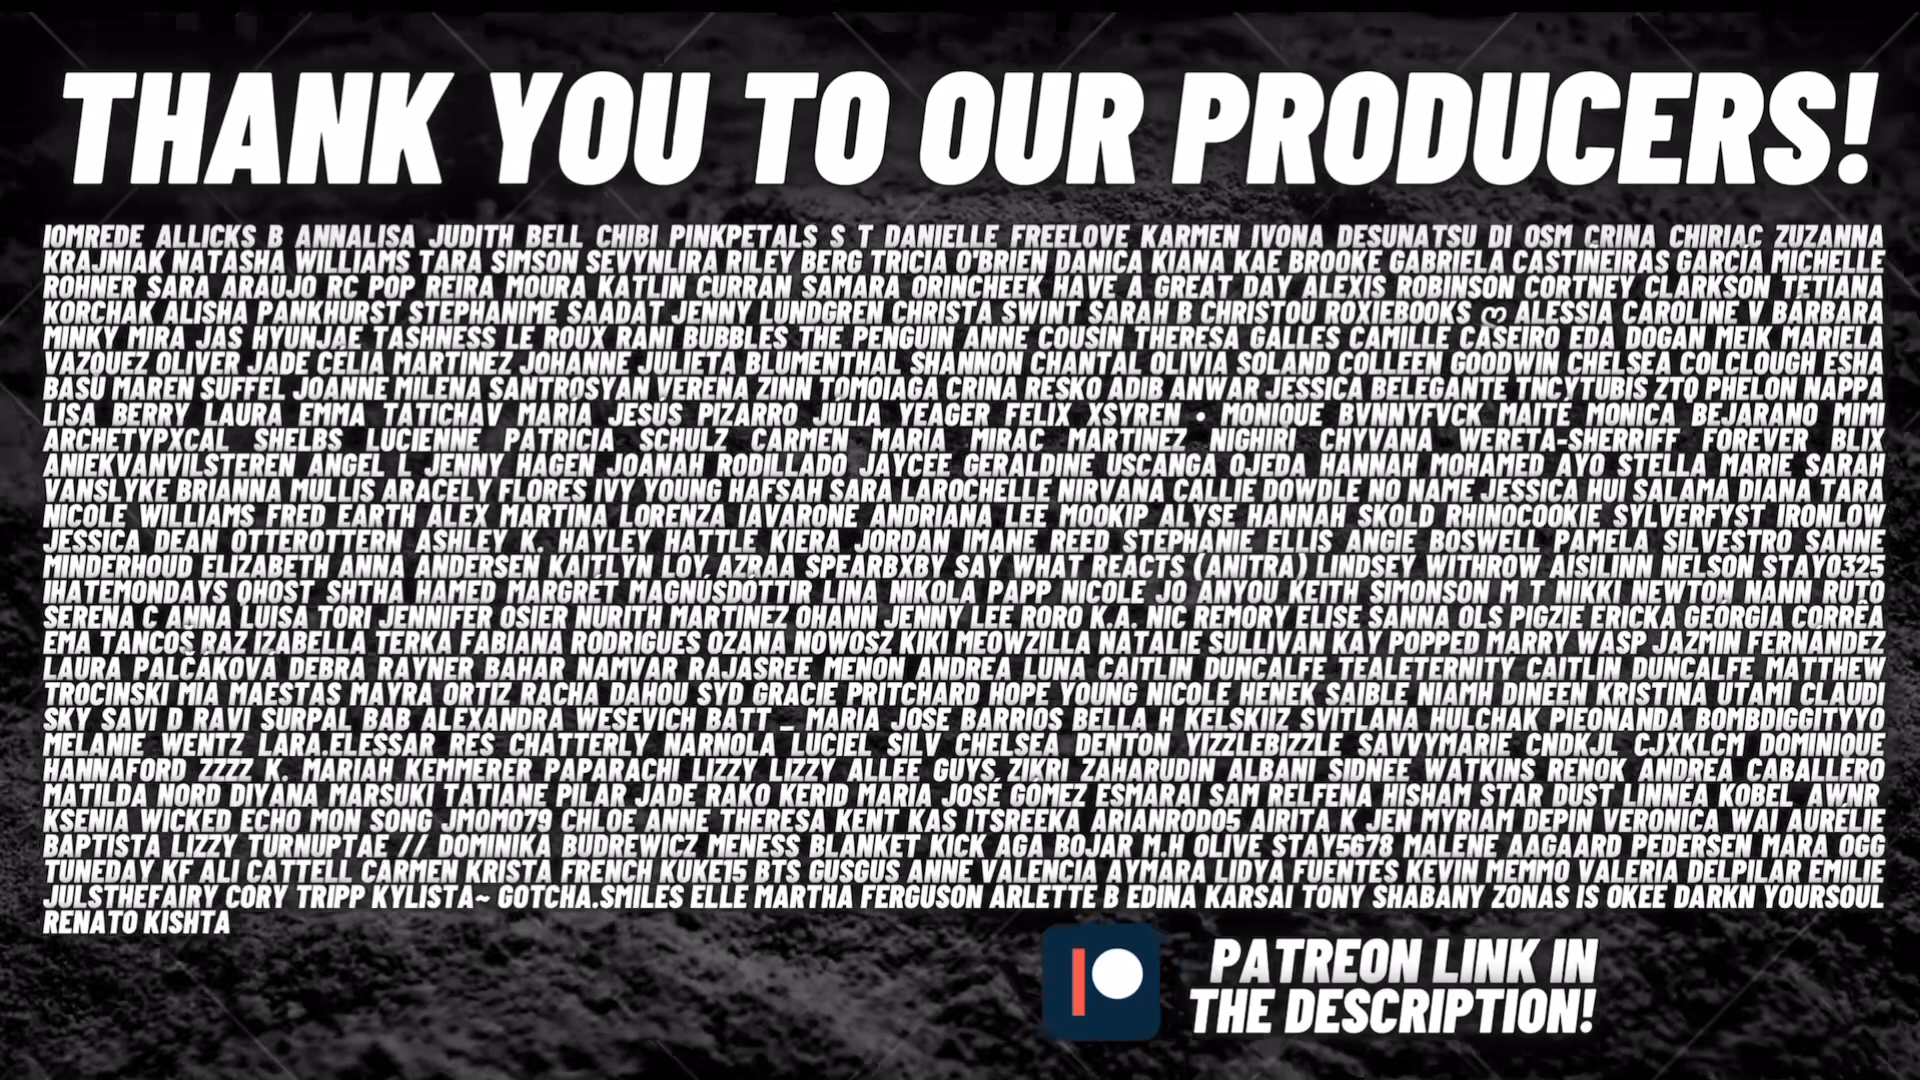 THANK YOU TO OUR PRODUCERS!
IOMREDE ALLICKS B ANNALISA JUDITH BELL CHIBI PINKPETALS S T DANIELLE FREELOVE KARMEN IVONA DESUNATSU DI OSM CRINA CHIRIAC ZUZANNA
KRAJNIAK NATASHA WILLIAMS TARA SIMSON SEVYNLIRA RILEY BERG TRICIA O'BRIEN DANICA KIANA KAE BROOKE GABRIELA CASTIÑEIRAS GARCÍA MICHELLE
ROHNER SARA ARAUJO RC POP REIRA MOURA KATLIN CURRAN SAMARA ORINCHEEK HAVE A GREAT DAY ALEXIS ROBINSON CORTNEY CLARKSON TETIANA
KORCHAK ALISHA PANKHURST STEPHANIME SAADAT JENNY LUNDGREN CHRISTA SWINT SARAH B CHRISTOU ROXIEBOOKS ღ ALESSIA CAROLINE V BÁRBARA
MINKY MIRA JAS HYUNJAE TASHNESS LE ROUX RANI BUBBLES THE PENGUIN ANNE COUSIN THERESA GALLES CAMILLE CASEIRO EDA DOGAN MEIK MARIELA
VAZQUEZ OLIVER JADE CÉLIA MARTINEZ JOHANNE JULIETA BLUMENTHAL SHANNON CHANTAL OLIVIA SOLAND COLLEEN GOODWIN CHELSEA COLCLOUGH ESHA
BASU MAREN SUFFEL JOANNE MILENA SANTROSYAN VERENA ZINN TOMOIAGA CRINA RESKO ADIB ANWAR JESSICA BELEGANTE TNCYTUBIS ZTQ PHELON NAPPA
LISA BERRY LAURA EMMA TATICHAV MARÍA JESÚS PIZARRO JÚLIA YEAGER FELIX XSYREN • MONIQUE BVNNYFVCK MAITÉ MONICA BEJARANO MIMI
ARCHETYPXCAL SHELBS LUCIENNE PATRICIA SCHULZ CARMEN MARIA MIRAC MARTINEZ NIGHIRI CHYVANA WERETA-SHERRIFF FOREVER BLIX
ANIEKVANVILSTEREN ANGEL L JENNY HAGEN JOANAH RODILLADO JAYCEE GERALDINE USCANGA OJEDA HANNAH MOHAMED AYO STELLA MARIE SARAH
VANSLYKE BRIANNA MULLIS ARACELY FLORES IVY YOUNG HAFSAH SARA LAROCHELLE NIRVANA CALLIE DOWDLE NO NAME JESSICA HUI SALAMA DIANA TARA
NICOLE WILLIAMS FRED EARTH ALEX MARTINA LORENZA IAVARONE ANDRIANA LEE MOOKIP ALYSE HANNAH SKOLD RHINOCOOKIE SYLVERFYST IRONLOW
JESSICA DEAN OTTEROTTERN ASHLEY K. HAYLEY HATTLE KIERA JORDAN IMANE REED STEPHANIE ELLIS ANGIE BOSWELL PAMELA SILVESTRO SANNE
MINDERHOUD ELIZABETH ANNA ANDERSEN KAITLYN LOY AZRAA SPEARBXBY SAY WHAT REACTS (ANITRA) LINDSEY WITHROW AISILINN NELSON STAY0325
IHATEMONDAYS QHOST SHTHA HAMED MARGRÉT MAGNÚSDÓTTIR LINA NIKOLA PAPP NICOLE JO ANYOU KEITH SIMONSON M T NIKKI NEWTON NANN RUTO
SERENA C ANNA LUISA TORI JENNIFER OSIER NURITH MARTINEZ OHANN JENNY LEE RORO K.A. NIC REMORY ELISE SANNA OLS PIGZIE ERICKA GEÓRGIA CORRÊA
EMA TANCOŠ RAZ IZABELLA TERKA FABIANA RODRIGUES OZANA NOWOSZ KIKI MEOWZILLA NATALIE SULLIVAN KAY POPPED MARRY WASP JAZMIN FERNÁNDEZ
LAURA PALČÁKOVÁ DEBRA RAYNER BAHAR NAMVAR RAJASREE MENON ANDREA LUNA CAITLIN DUNCALFE TEALETERNITY CAITLIN DUNCALFE MATTHEW
TROCINSKI MIA MAESTAS MAYRA ORTIZ RACHA DAHOU SYD GRACIE PRITCHARD HOPE YOUNG NICOLE HENEK SAIBLE NIAMH DINEEN KRISTINA UTAMI CLAUDI
SKY SAVI D RAVI SURPAL BAB ALEXANDRA WESEVICH BATT _ MARIA JOSE BARRIOS BELLA H KELSKIIZ SVITLANA HULCHAK PIEONANDA BOMBDIGGITYYO
MELANIE WENTZ LARA.ELESSAR RES CHATTERLY NARNOLA LUCIEL SILV CHELSEA DENTON YIZZLEBIZZLE SAVVYMARIE CNDKJL CJXKLCM DOMINIQUE
HANNAFORD ZZZZ K. MARIAH KEMMERER PAPARACHI LIZZY LIZZY ALLEE GUYS ZIKRI ZAHARUDIN ALBANI SIDNEE WATKINS RENOK ANDREA CABALLERO
MATILDA NORD DIYANA MARSUKI TATIANE PILAR JADE RAKO KERID MARIA JOSÉ GÓMEZ ESMARAI SAM RELFENA HISHAM STAR DUST LINNÉA KOBEL AWNR
KSENIA WICKED ECHO MON SONG JMOM079 CHLOE ANNE THERESA KENT KAS ITSREEKA ARIANROD05 AIRITA K JEN MYRIAM DEPIN VERONICA WAI AURÉLIE
BAPTISTA LIZZY TURNUPTAE // DOMINIKA BUDREWICZ MENESS BLANKET KICK AGA BOJAR M.H OLIVE STAY5678 MALENE AAGAARD PEDERSEN MARA OGG
TUNEDAY KF ALI CATTELL CARMEN KRISTA FRENCH KUKE15 BTS GUSGUS ANNE VALENCIA AYMARA LIDYA FUENTES KEVIN MEMMO VALERIA DELPILAR EMILIE
JULSTHEFAIRY CORY TRIPP KYLISTA~ GOTCHA.SMILES ELLE MARTHA FERGUSON ARLETTE B EDINA KARSAI TONY SHABANY ZONAS IS OKEE DARKN YOURSOUL
RENATO KISHTA
PATREON LINK IN
THE DESCRIPTION!